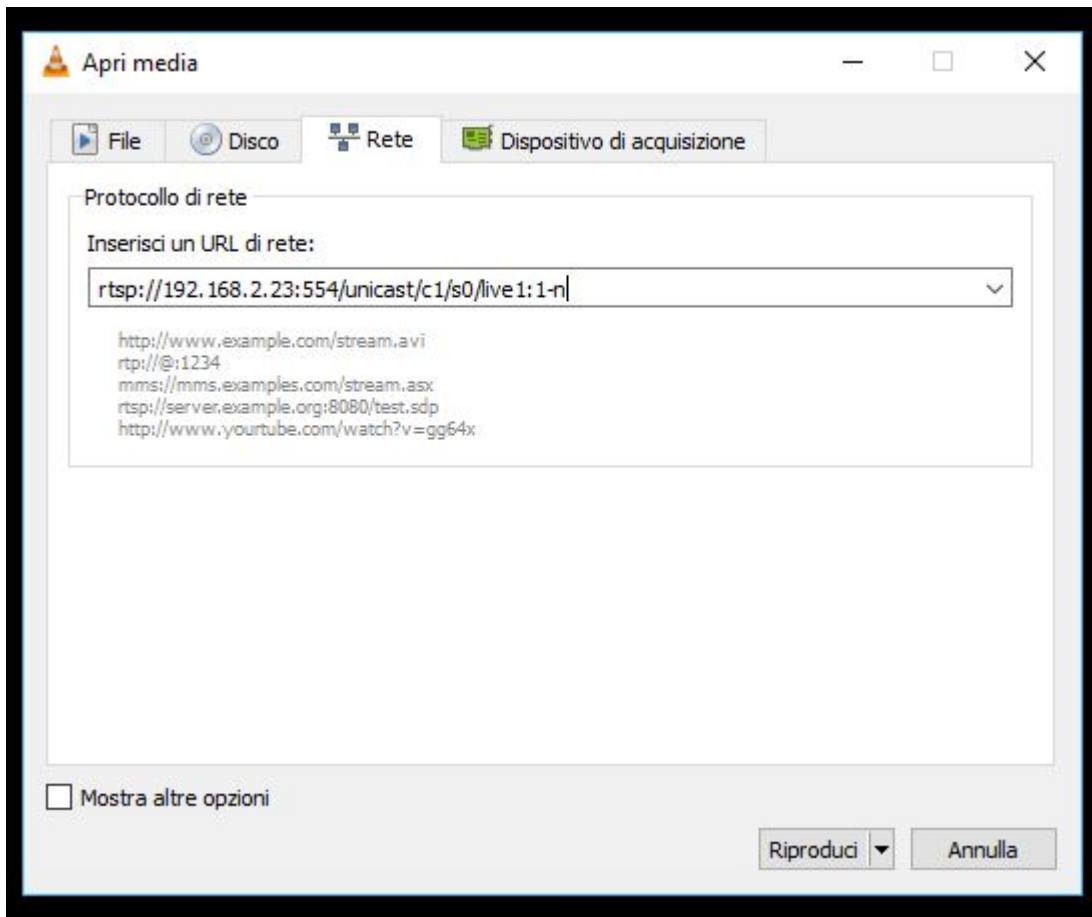 Apri media
File
Disco
Rete
Dispositivo di acquisizione
Protocollo di rete
Inserisci un URL di rete:
rtsp://192.168.2.23:554/unicast/c1/s0/live1:1-n
http://www.example.com/stream.avi
rtp://@:1234
mms://mms.examples.com/stream.asx
rtsp://server.example.org:8080/test.sdp
http://www.yourtube.com/watch?v=gg64x
Mostra altre opzioni
Riproduci
Annulla